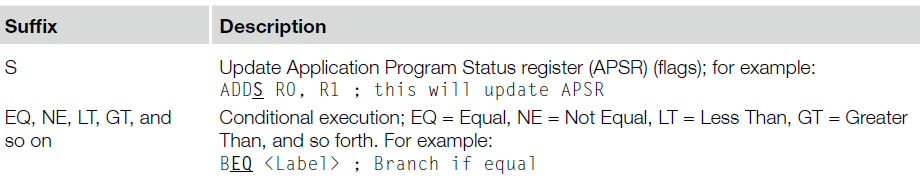 Suffix Description
S Update Application Program Status register (APSR) (flags); for example:
ADDS R0, R1 ; this will update APSR
EQ, NE, LT, GT, and Conditional execution; EQ = Equal, NE = Not Equal, LT = Less Than, GT = Greater
so on Than, and so forth. For example:
BEQ <Label> ; Branch if equal